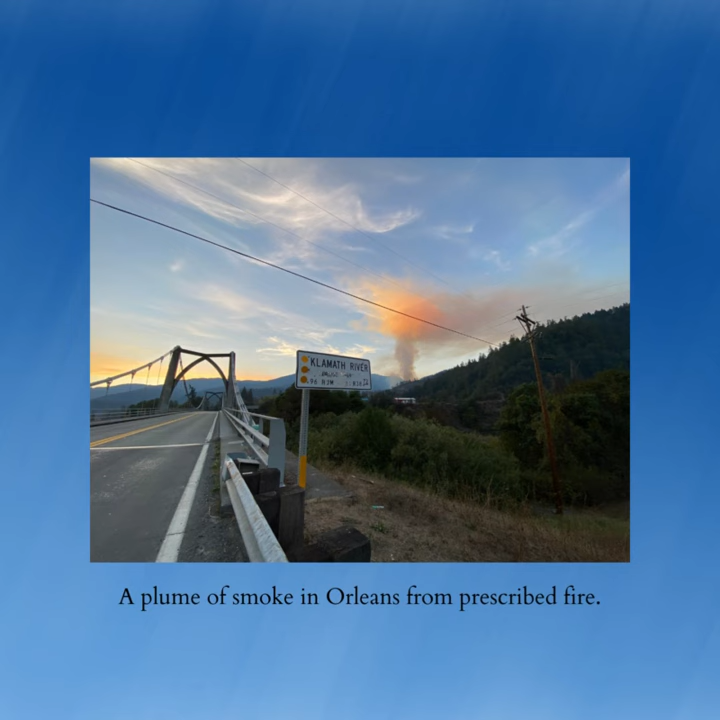 KLAMATH RIVER
A plume of smoke in Orleans from prescribed fire.